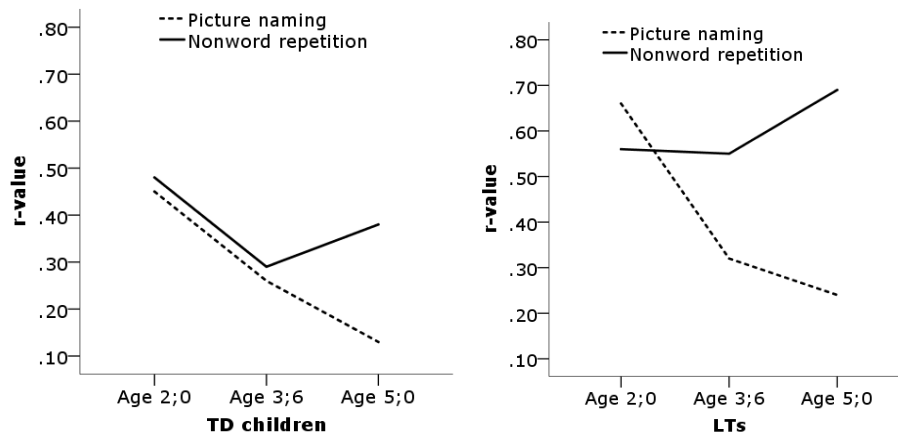 Picture naming
Nonword repetition
.80
.70
.60
.50
.40
.30
.20
.10
r-value
Age 2;0 Age 3;6 Age 5;0
TD children
Picture naming
Nonword repetition
.80
.70
.60
.50
.40
.30
.20
.10
r-value
Age 2;0 Age 3;6 Age 5;0
LTs